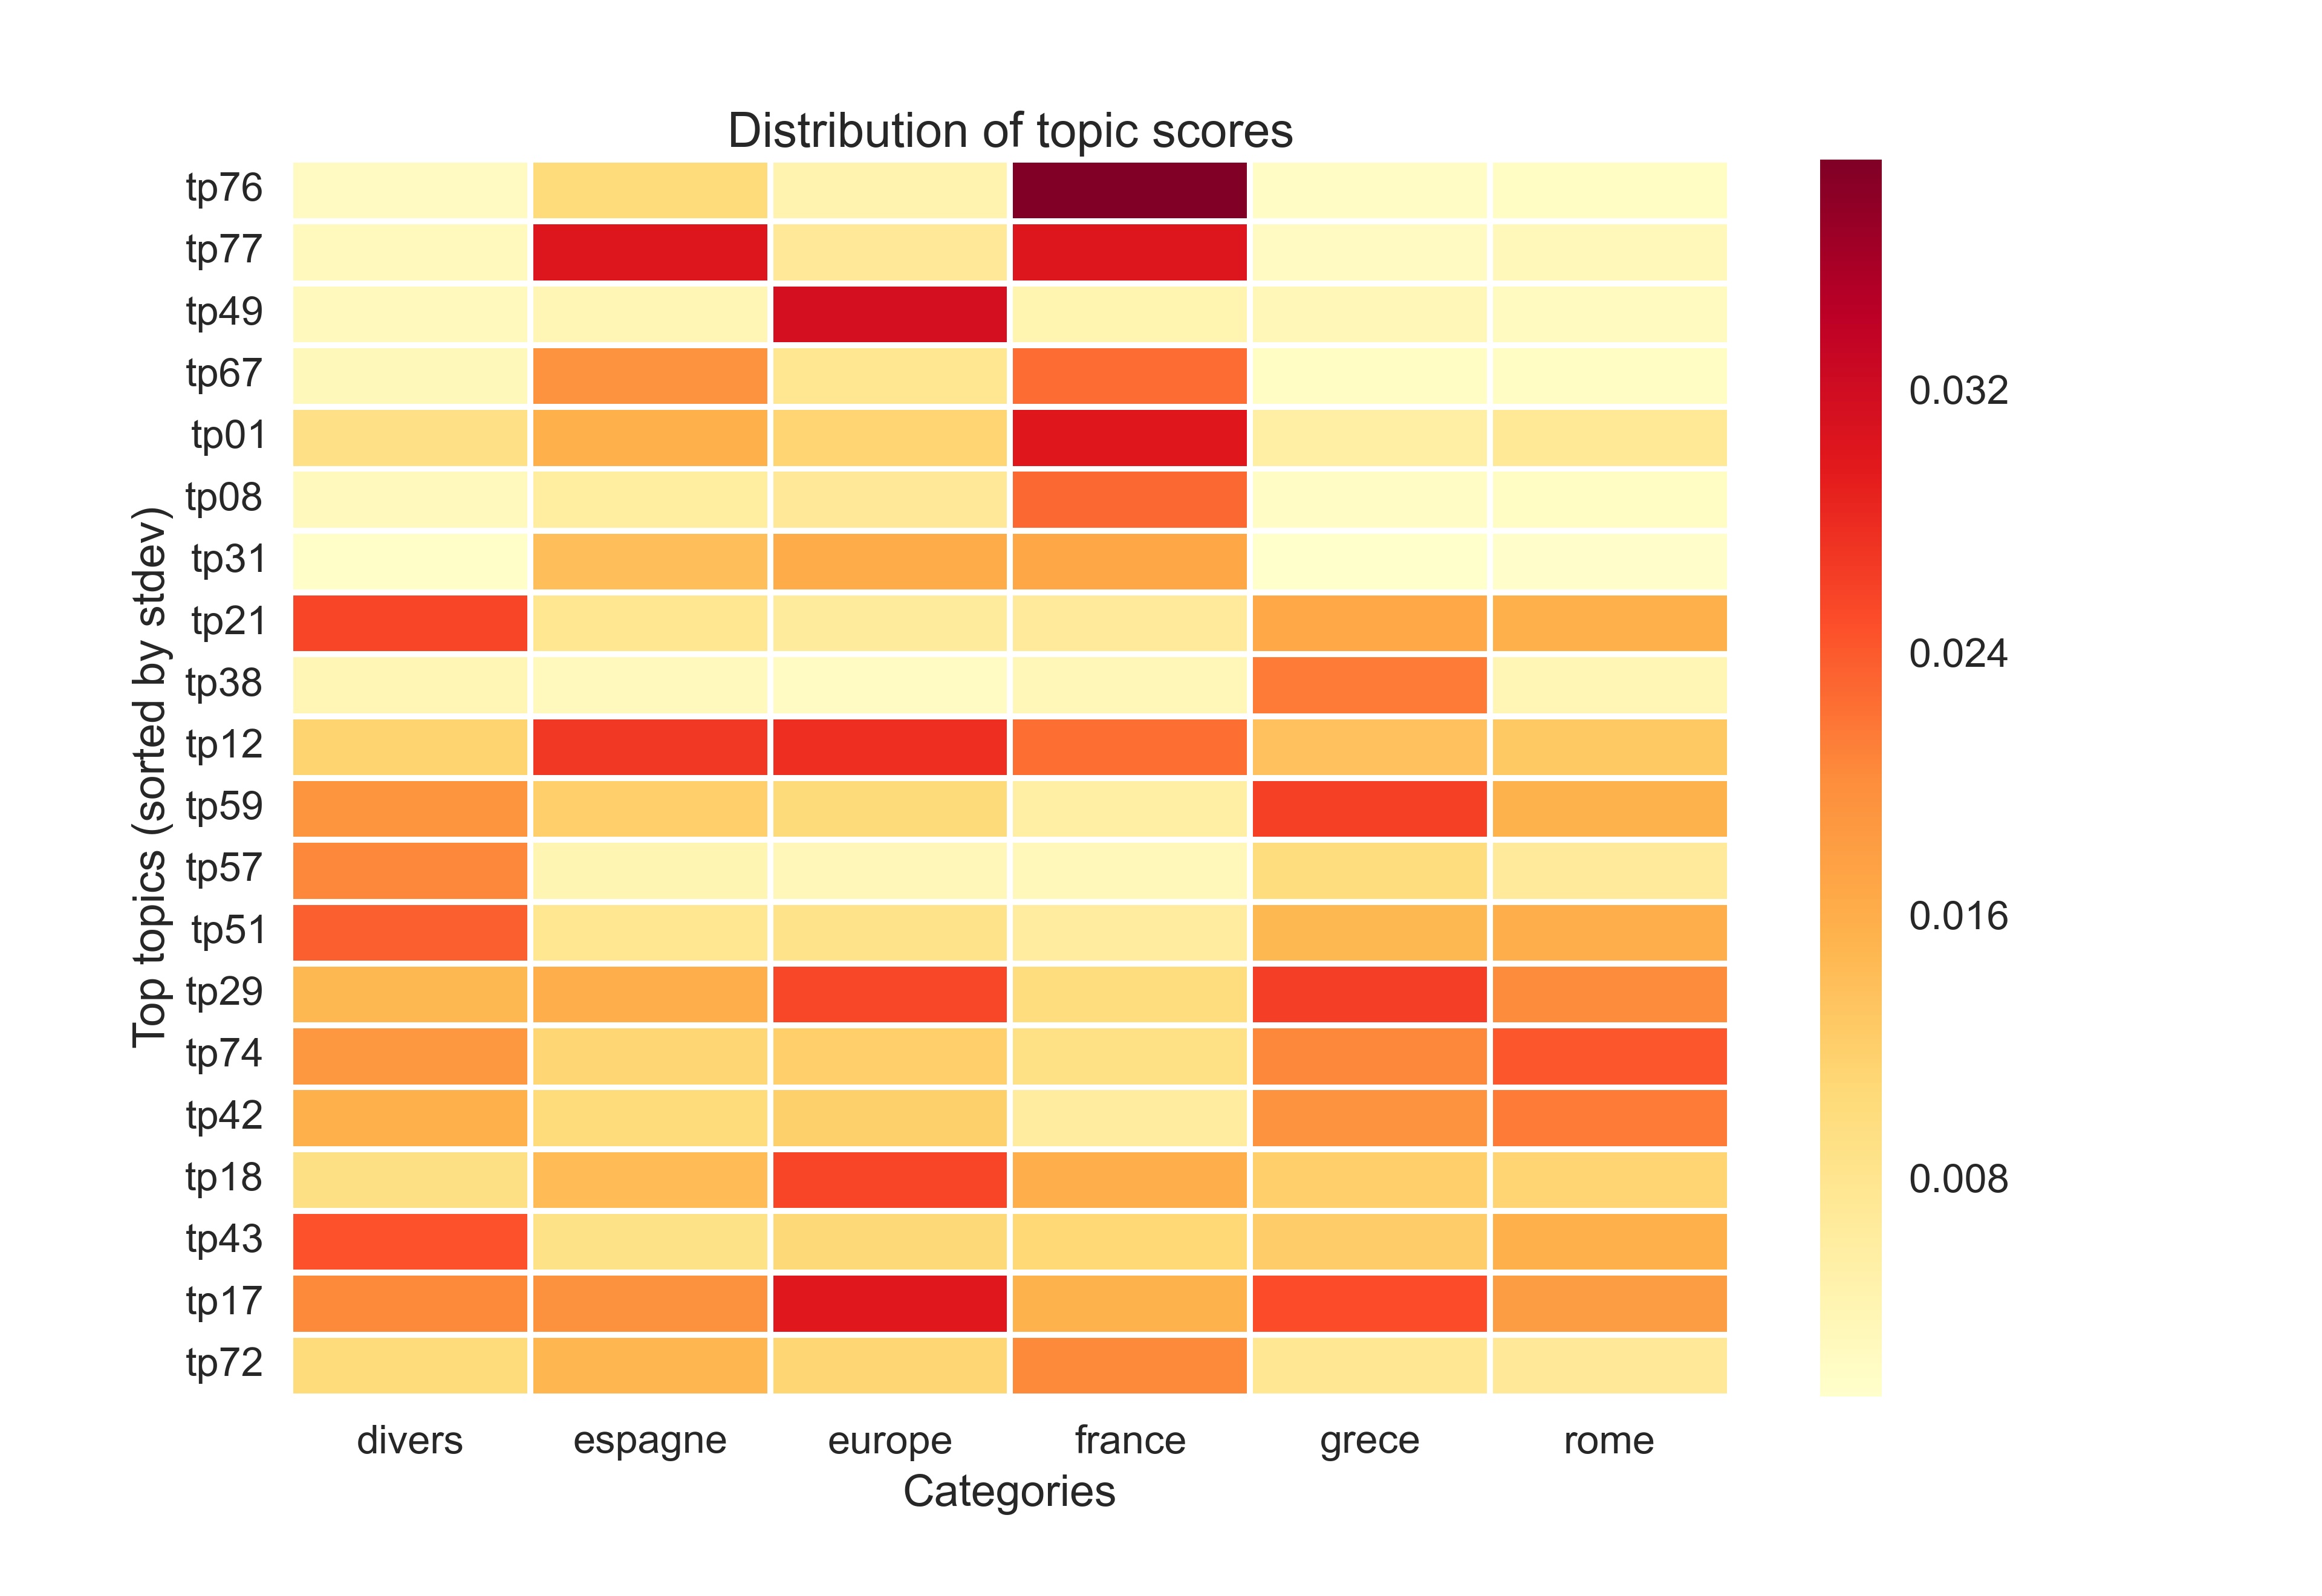 Distribution of topic scores
Top topics (sorted by stdev)
tp76
tp77
tp49
tp67
tp01
tp08
tp31
tp21
tp38
tp12
tp59
tp57
tp51
tp29
tp74
tp42
tp18
tp43
tp17
tp72
divers espagne europe france grece rome
Categories
0.032
0.024
0.016
0.008